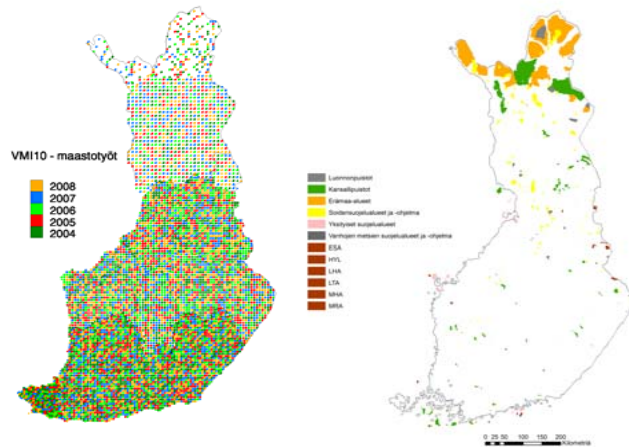 VMI10 - maastotyöt
2008
2007
2006
2005
2004
Luonnonpuistot
Kansallispuistot
Erämaa-alueet
Soidensuojelualueet ja -ohjelma
Yksityiset suojelualueet
Vanhojen metsien suojelualueet ja -ohjelma
ESA
HYL
LHA
LTA
MHA
MRA
0 25 50 100 150 200
Kilometriä